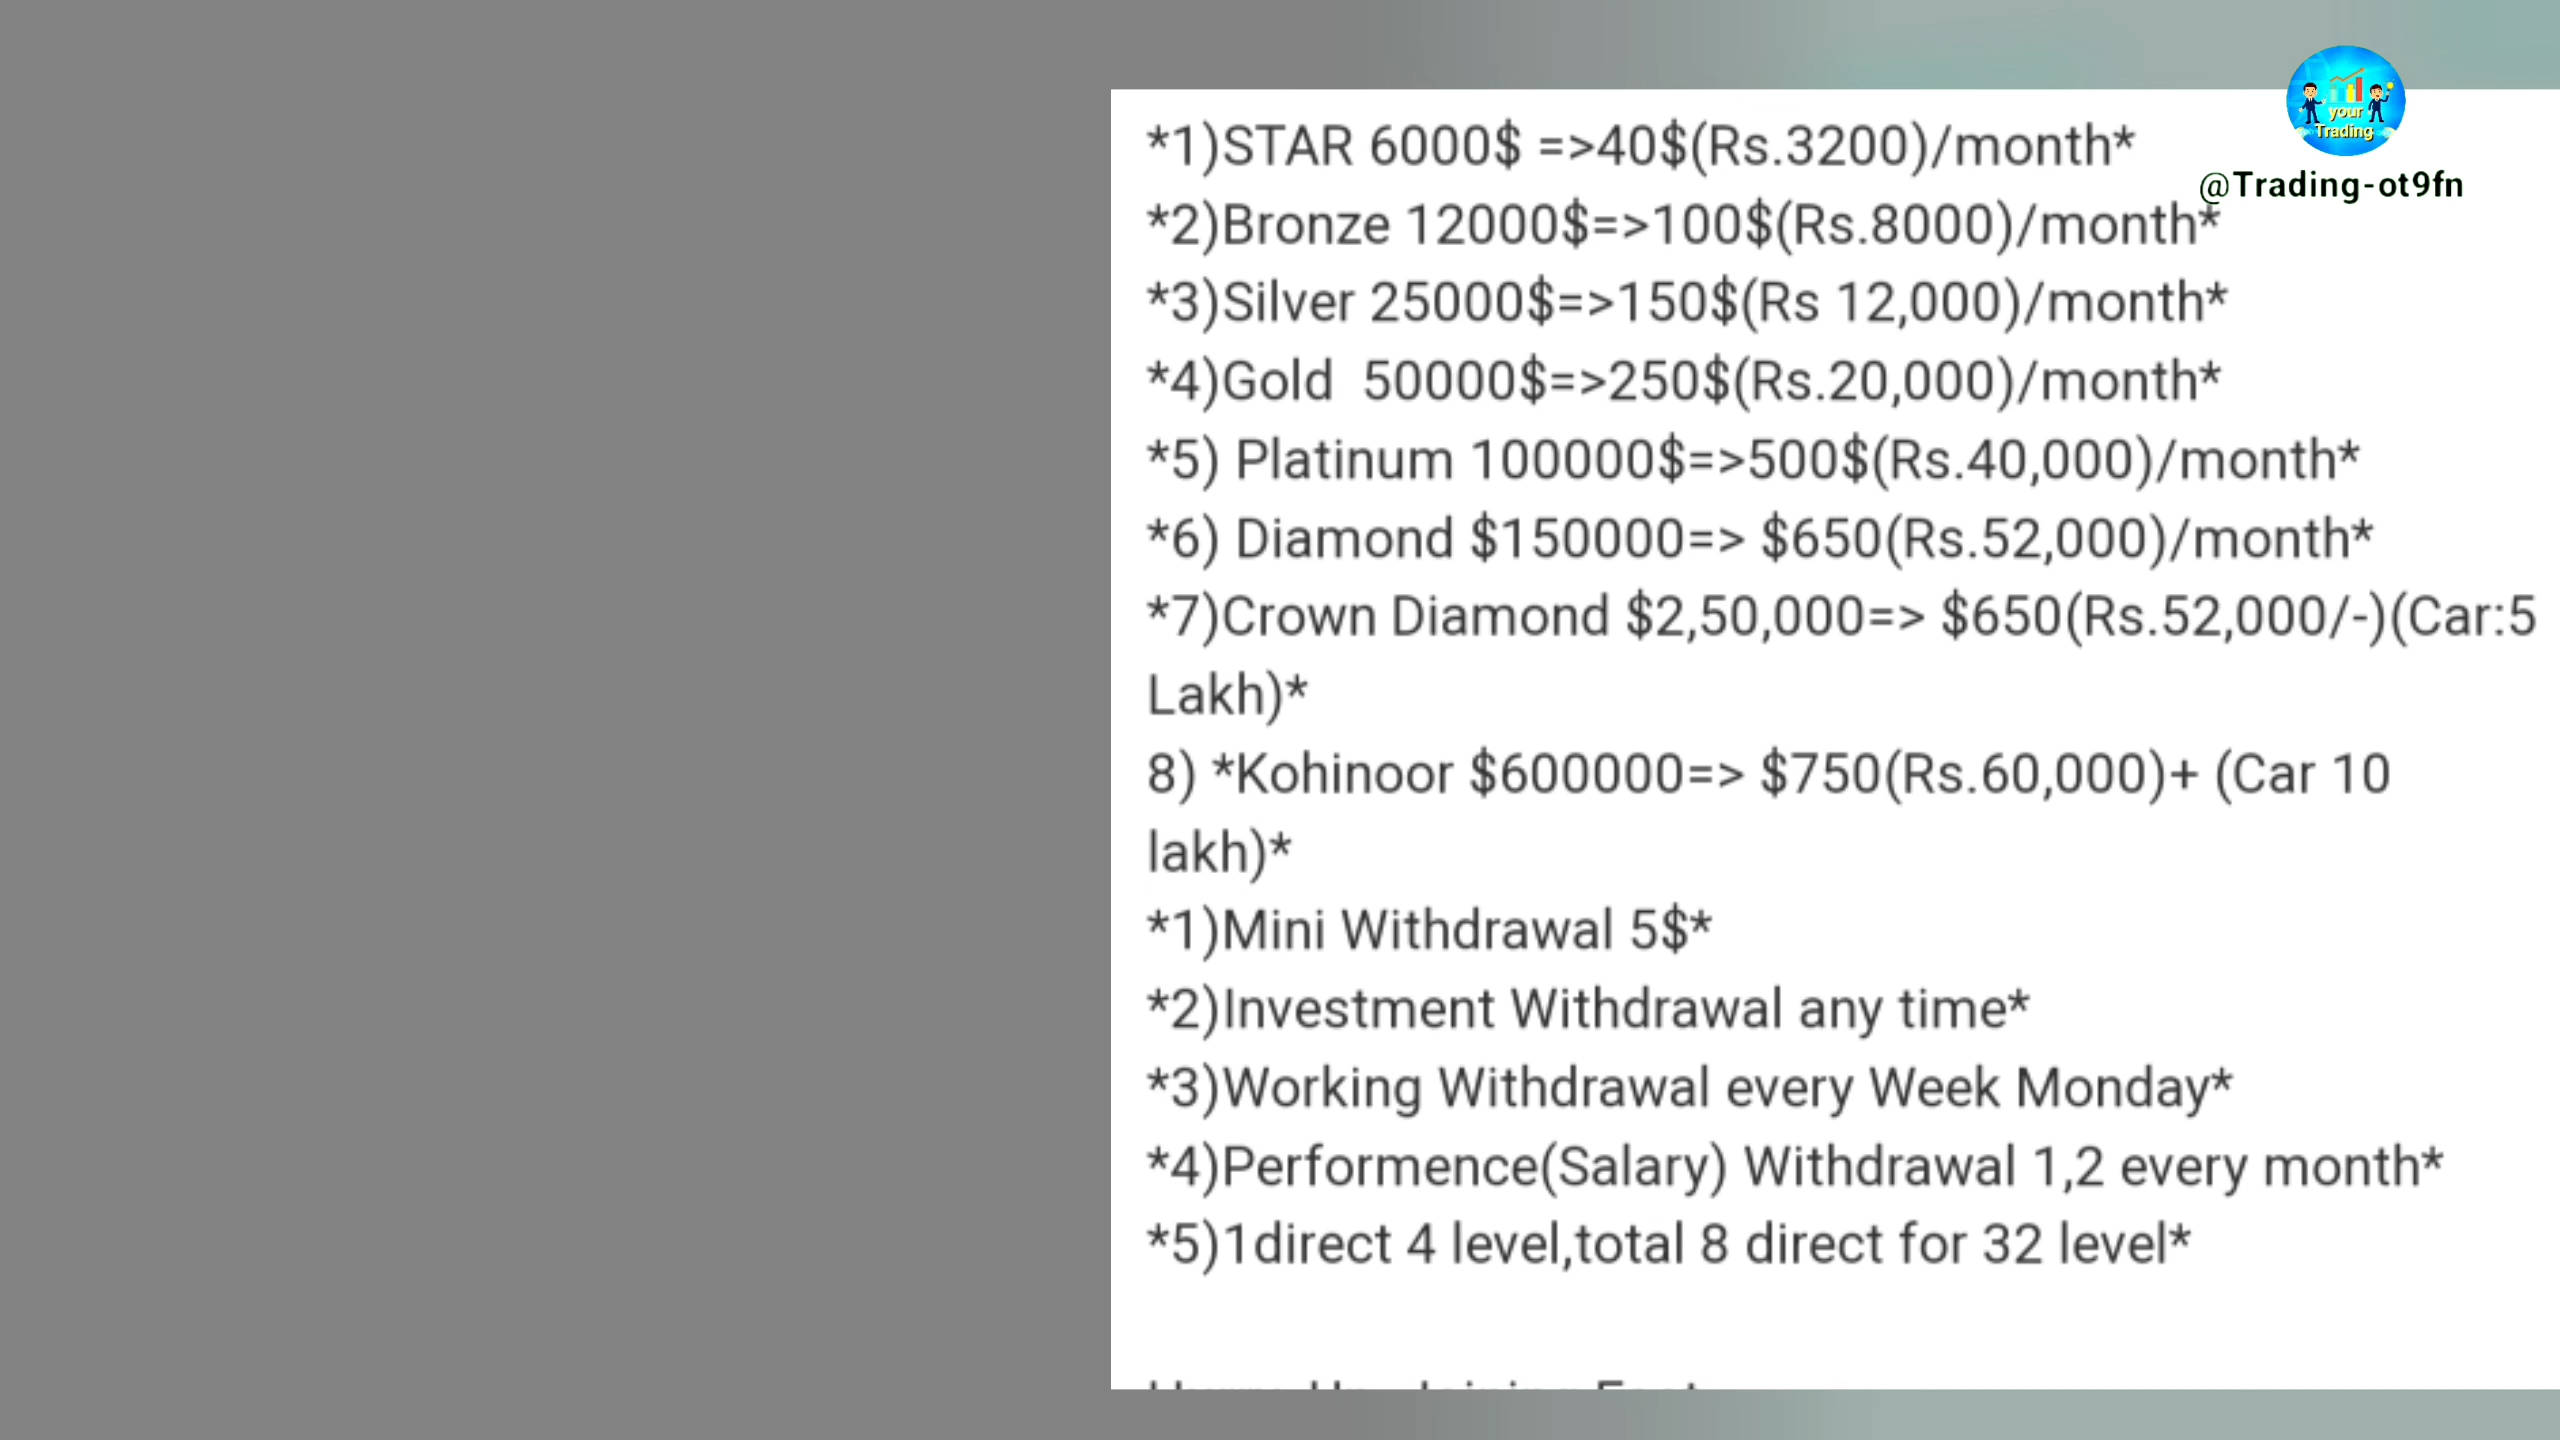 your
Trading
@Trading-ot9fn
*1)STAR 6000$ =>40$(Rs.3200)/month*
*2)Bronze 12000$=>100$(Rs.8000)/month*
*3)Silver 25000$=>150$(Rs 12,000)/month*
*4)Gold  50000$=>250$(Rs.20,000)/month*
*5) Platinum 100000$=>500$(Rs.40,000)/month*
*6) Diamond $150000=> $650(Rs.52,000)/month*
*7)Crown Diamond $2,50,000=> $650(Rs.52,000/-)(Car:5
Lakh)*
8) *Kohinoor $600000=> $750(Rs.60,000)+ (Car 10
lakh)*
*1)Mini Withdrawal 5$*
*2)Investment Withdrawal any time*
*3)Working Withdrawal every Week Monday*
*4)Performence(Salary) Withdrawal 1,2 every month*
*5)1direct 4 level,total 8 direct for 32 level*